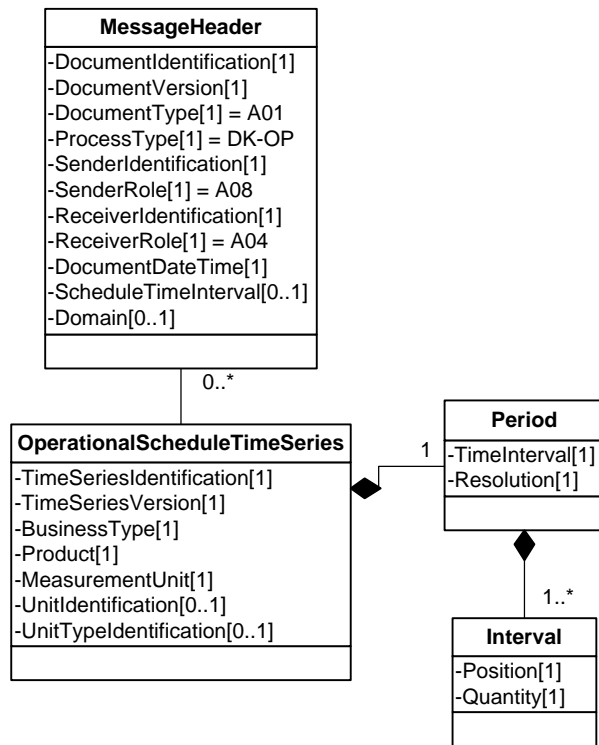 MessageHeader
-DocumentIdentification[1]
-DocumentVersion[1]
-DocumentType[1] = A01
-ProcessType[1] = DK-OP
-SenderIdentification[1]
-SenderRole[1] = A08
-ReceiverIdentification[1]
-ReceiverRole[1] = A04
-DocumentDateTime[1]
-ScheduleTimeInterval[0..1]
-Domain[0..1]
0..*
OperationalScheduleTimeSeries
-TimeSeriesIdentification[1]
-TimeSeriesVersion[1]
-BusinessType[1]
-Product[1]
-MeasurementUnit[1]
-UnitIdentification[0..1]
-UnitTypeIdentification[0..1]
1
Period
-TimeInterval[1]
-Resolution[1]
1..*
Interval
-Position[1]
-Quantity[1]